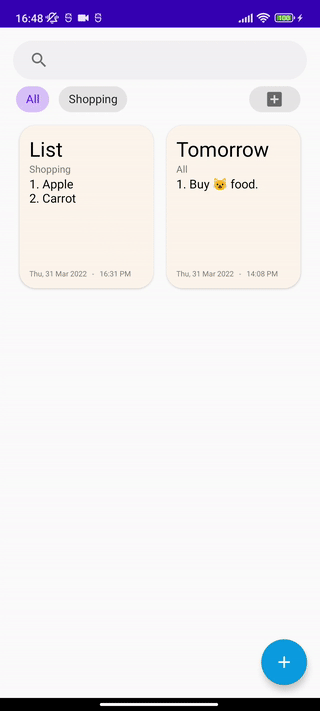 16:48
100
All
Shopping
List
Shopping
1. Apple
2. Carrot
Thu, 31 Mar 2022 - 16:31 PM
Tomorrow
All
1. Buy 😺 food.
Thu, 31 Mar 2022 - 14:08 PM